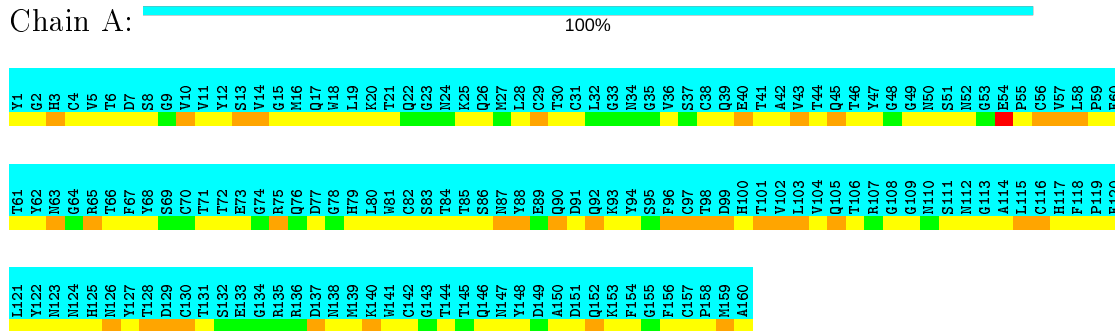 Chain A:
100%
Y1 G2 H3 C4 V5 T6 D7 S8 G9 V10 V11 Y12 S13 V14 G15 M16 Q17 W18 L19 K20 T21 Q22 G23 N24 K25 Q26 M27 L28 C29 T30 C31 L32 G33 N34 G35 V36 S37 C38 Q39 E40 T41 A42 V43 T44 Q45 T46 Y47 G48 G49 N50 S51 N52 G53 E54 P55 C56 V57 L58 P59 F60
T61 Y62 N63 G64 R65 T66 F67 Y68 S69 C70 T71 T72 E73 G74 R75 Q76 D77 G78 H79 L80 W81 C82 S83 T84 T85 S86 N87 Y88 E89 Q90 D91 Q92 K93 Y94 S95 F96 C97 T98 D99 H100 T101 V102 L103 V104 Q105 T106 R107 G108 G109 N110 S111 N112 G113 A114 L115 C116 H117 F118 P119 F120
L121 Y122 N123 N124 H125 N126 Y127 T128 D129 C130 T131 S132 E133 G134 R135 R136 D137 N138 M139 K140 W141 C142 G143 T144 T145 Q146 N147 Y148 D149 A150 D151 Q152 K153 F154 G155 F156 C157 P158 M159 A160